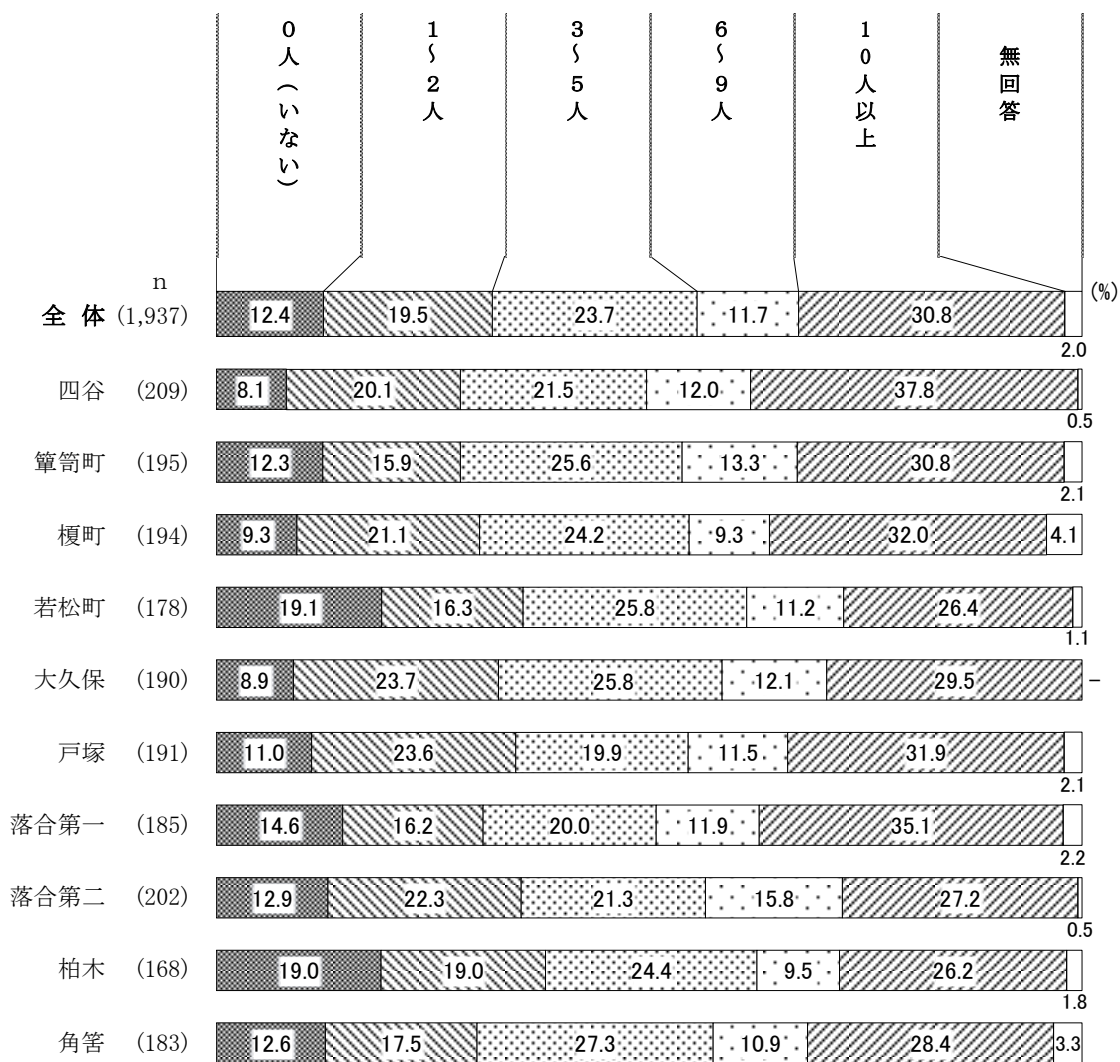 0人(いない)
1~2人
3~5人
6~9人
10人以上
無回答
n
(%)
全体 (1,937) 12.4 19.5 23.7 11.7 30.8 2.0
四谷 (209) 8.1 20.1 21.5 12.0 37.8 0.5
簞笥町 (195) 12.3 15.9 25.6 13.3 30.8 2.1
榎町 (194) 9.3 21.1 24.2 9.3 32.0 4.1
若松町 (178) 19.1 16.3 25.8 11.2 26.4 1.1
大久保 (190) 8.9 23.7 25.8 12.1 29.5 -
戸塚 (191) 11.0 23.6 19.9 11.5 31.9 2.1
落合第一 (185) 14.6 16.2 20.0 11.9 35.1 2.2
落合第二 (202) 12.9 22.3 21.3 15.8 27.2 0.5
柏木 (168) 19.0 19.0 24.4 9.5 26.2 1.8
角筈 (183) 12.6 17.5 27.3 10.9 28.4 3.3